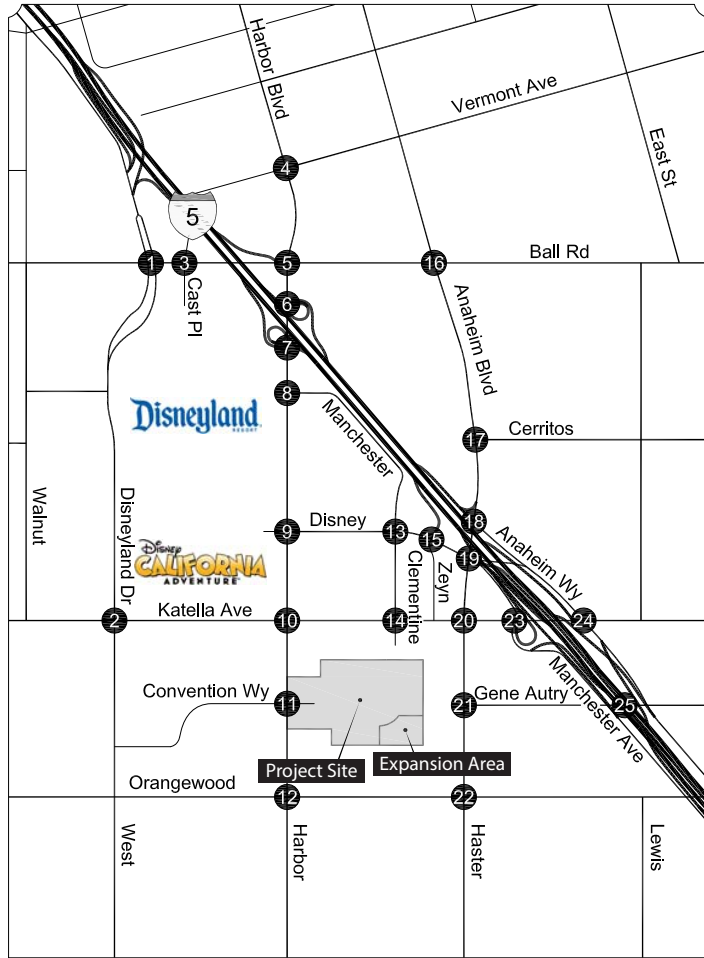 Harbor Blvd
Vermont Ave
East St
4
5
1
3
5
16
Ball Rd
Cast Pl
6
Anaheim Blvd
7
8
Disneyland
RESORT
Manchester
17
Cerritos
Walnut
Disneyland Dr
18
Disney
9
13
15
Anaheim Wy
Disney
CALIFORNIA
ADVENTURE
19
Zeyn
Clementine
Katella Ave
2
10
14
20
23
24
Convention Wy
11
Gene Autry
21
25
Manchester Ave
Project Site
Expansion Area
Orangewood
12
22
West
Harbor
Haster
Lewis